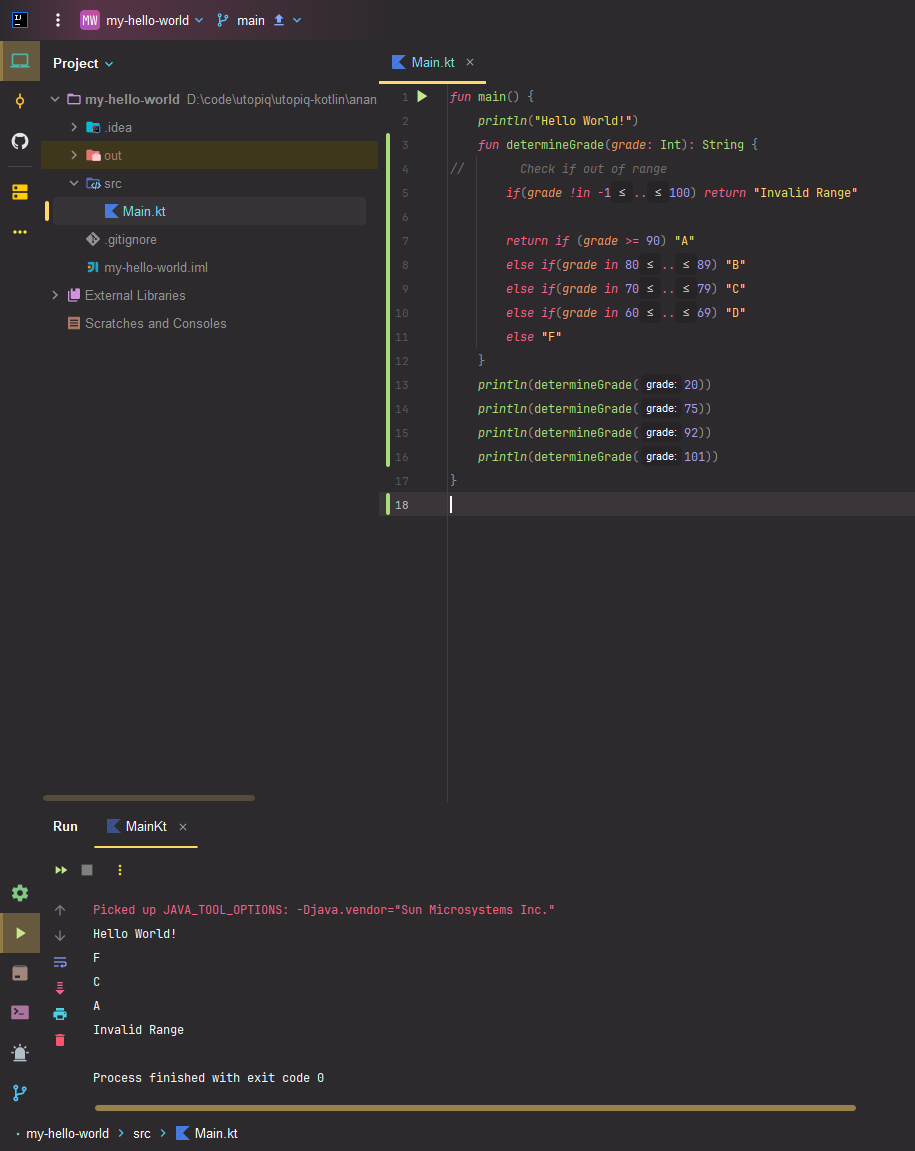 MW my-hello-world main
Project
Main.kt
my-hello-world D:\code\utopiq\utopiq-kotlin\anan
.idea
out
src
Main.kt
.gitignore
my-hello-world.iml
External Libraries
Scratches and Consoles
1 fun main() {
2 println("Hello World!")
3 fun determineGrade(grade: Int): String {
4 // Check if out of range
5 if(grade !in -1 ≤ .. ≤ 100) return "Invalid Range"
6
7 return if (grade >= 90) "A"
8 else if(grade in 80 ≤ .. ≤ 89) "B"
9 else if(grade in 70 ≤ .. ≤ 79) "C"
10 else if(grade in 60 ≤ .. ≤ 69) "D"
11 else "F"
12 }
13 println(determineGrade( grade: 20))
14 println(determineGrade( grade: 75))
15 println(determineGrade( grade: 92))
16 println(determineGrade( grade: 101))
17 }
18
Run MainKt
Picked up JAVA_TOOL_OPTIONS: -Djava.vendor="Sun Microsystems Inc."
Hello World!
F
C
A
Invalid Range
Process finished with exit code 0
my-hello-world > src > Main.kt